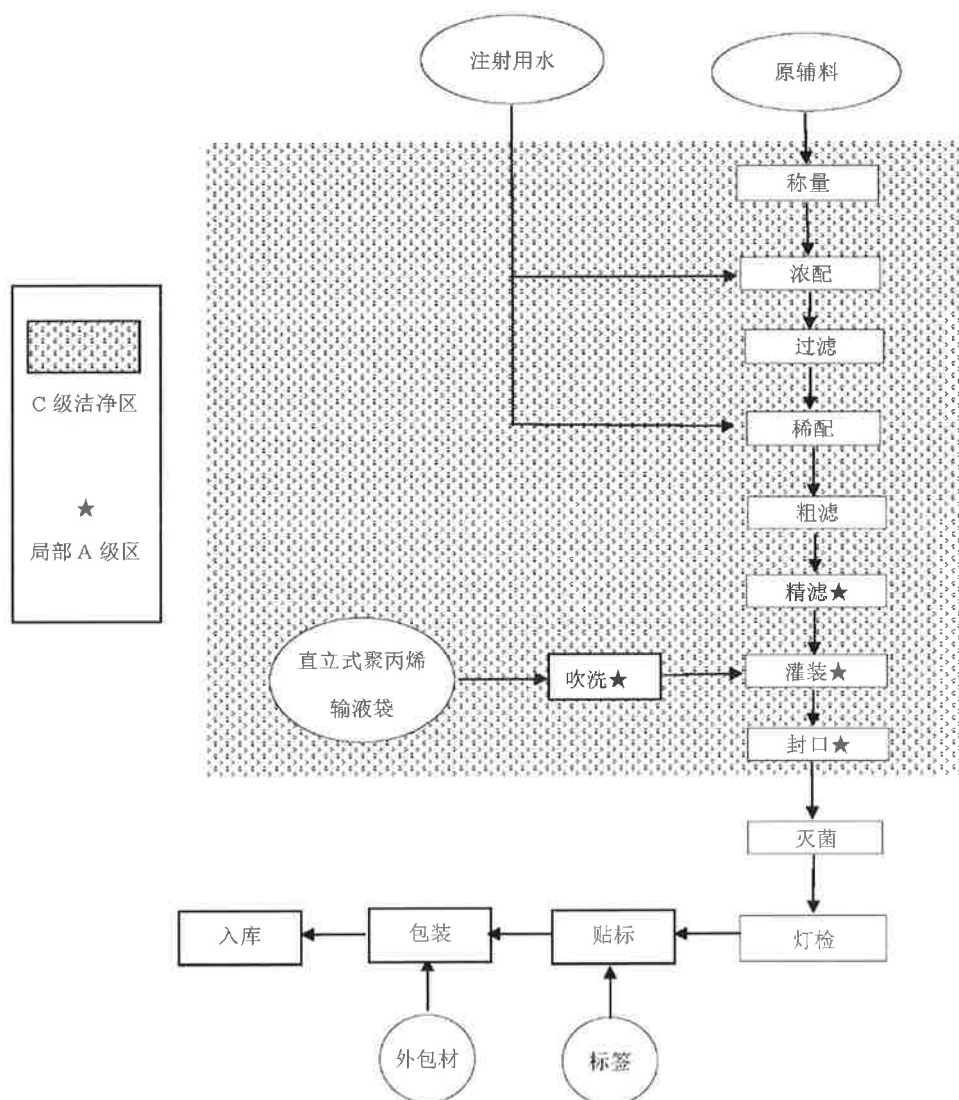 注射用水
原辅料
称量
浓配
过滤
稀配
粗滤
精滤★
灌装★
封口★
直立式聚丙烯
输液袋
吹洗★
C 级洁净区
★
局部 A 级区
灭菌
灯检
贴标
包装
入库
外包材
标签